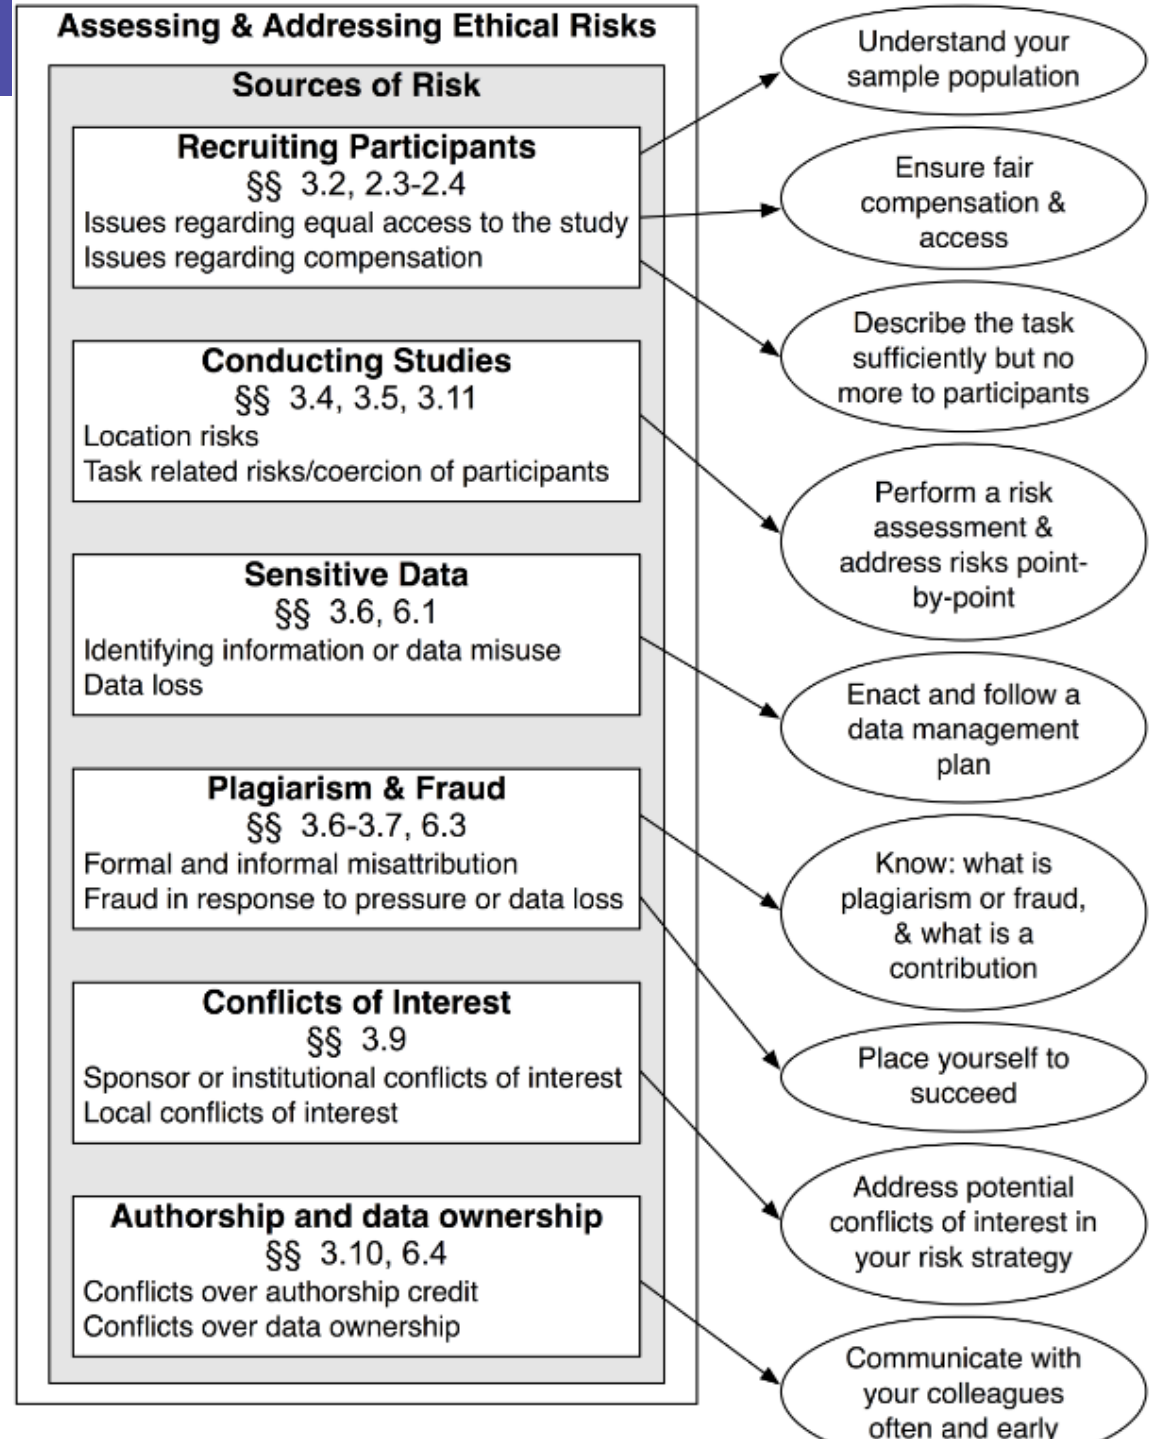 Assessing & Addressing Ethical Risks
Sources of Risk
Recruiting Participants
§§ 3.2, 2.3-2.4
Issues regarding equal access to the study
Issues regarding compensation
Conducting Studies
§§ 3.4, 3.5, 3.11
Location risks
Task related risks/coercion of participants
Sensitive Data
§§ 3.6, 6.1
Identifying information or data misuse
Data loss
Plagiarism & Fraud
§§ 3.6-3.7, 6.3
Formal and informal misattribution
Fraud in response to pressure or data loss
Conflicts of Interest
§§ 3.9
Sponsor or institutional conflicts of interest
Local conflicts of interest
Authorship and data ownership
§§ 3.10, 6.4
Conflicts over authorship credit
Conflicts over data ownership
Understand your
sample population
Ensure fair
compensation &
access
Describe the task
sufficiently but no
more to participants
Perform a risk
assessment &
address risks point-
by-point
Enact and follow a
data management
plan
Know: what is
plagiarism or fraud,
& what is a
contribution
Place yourself to
succeed
Address potential
conflicts of interest in
your risk strategy
Communicate with
your colleagues
often and early